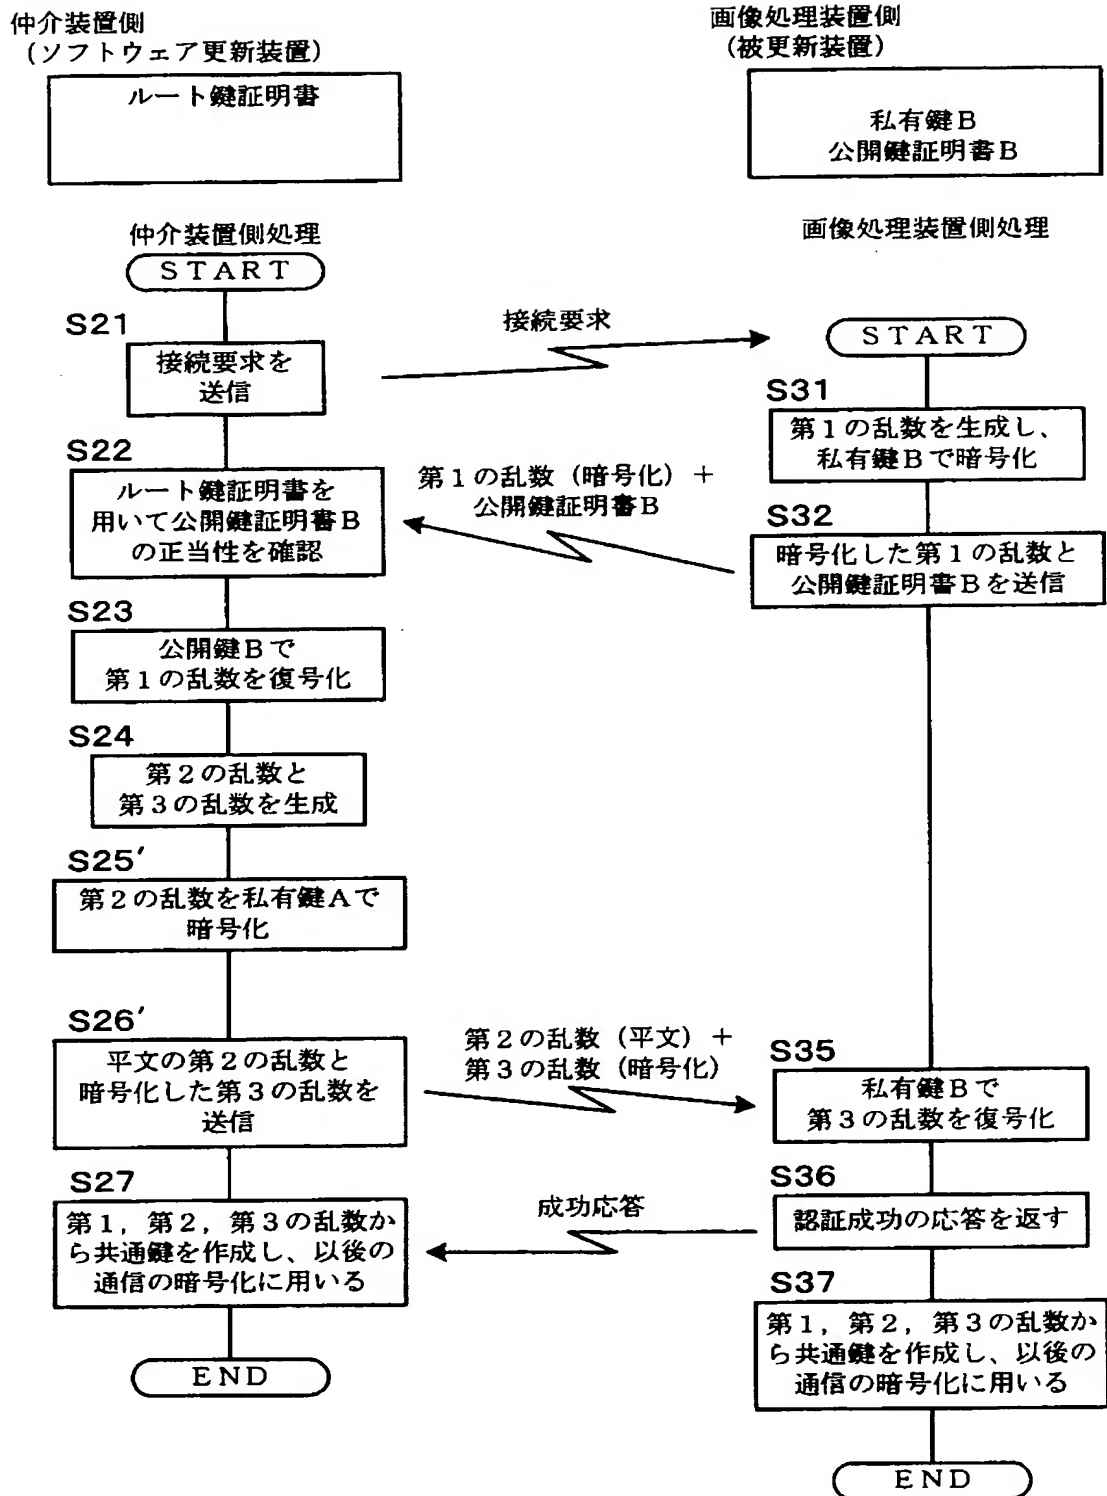 仲介装置側
（ソフトウェア更新装置）
ルート鍵証明書
画像処理装置側
（被更新装置）
私有鍵Ｂ
公開鍵証明書Ｂ
仲介装置側処理
ＳＴＡＲＴ
画像処理装置側処理
S21
接続要求を
送信
接続要求
ＳＴＡＲＴ
S31
第１の乱数を生成し、
私有鍵Ｂで暗号化
S22
ルート鍵証明書を
用いて公開鍵証明書Ｂ
の正当性を確認
第１の乱数（暗号化）＋
公開鍵証明書Ｂ
S32
暗号化した第１の乱数と
公開鍵証明書Ｂを送信
S23
公開鍵Ｂで
第１の乱数を復号化
S24
第２の乱数と
第３の乱数を生成
S25′
第２の乱数を私有鍵Ａで
暗号化
S26′
平文の第２の乱数と
暗号化した第３の乱数を
送信
第２の乱数（平文）＋
第３の乱数（暗号化）
S35
私有鍵Ｂで
第３の乱数を復号化
S27
第１，第２，第３の乱数か
ら共通鍵を作成し、以後の
通信の暗号化に用いる
成功応答
S36
認証成功の応答を返す
S37
第１，第２，第３の乱数か
ら共通鍵を作成し、以後の
通信の暗号化に用いる
ＥＮＤ
ＥＮＤ